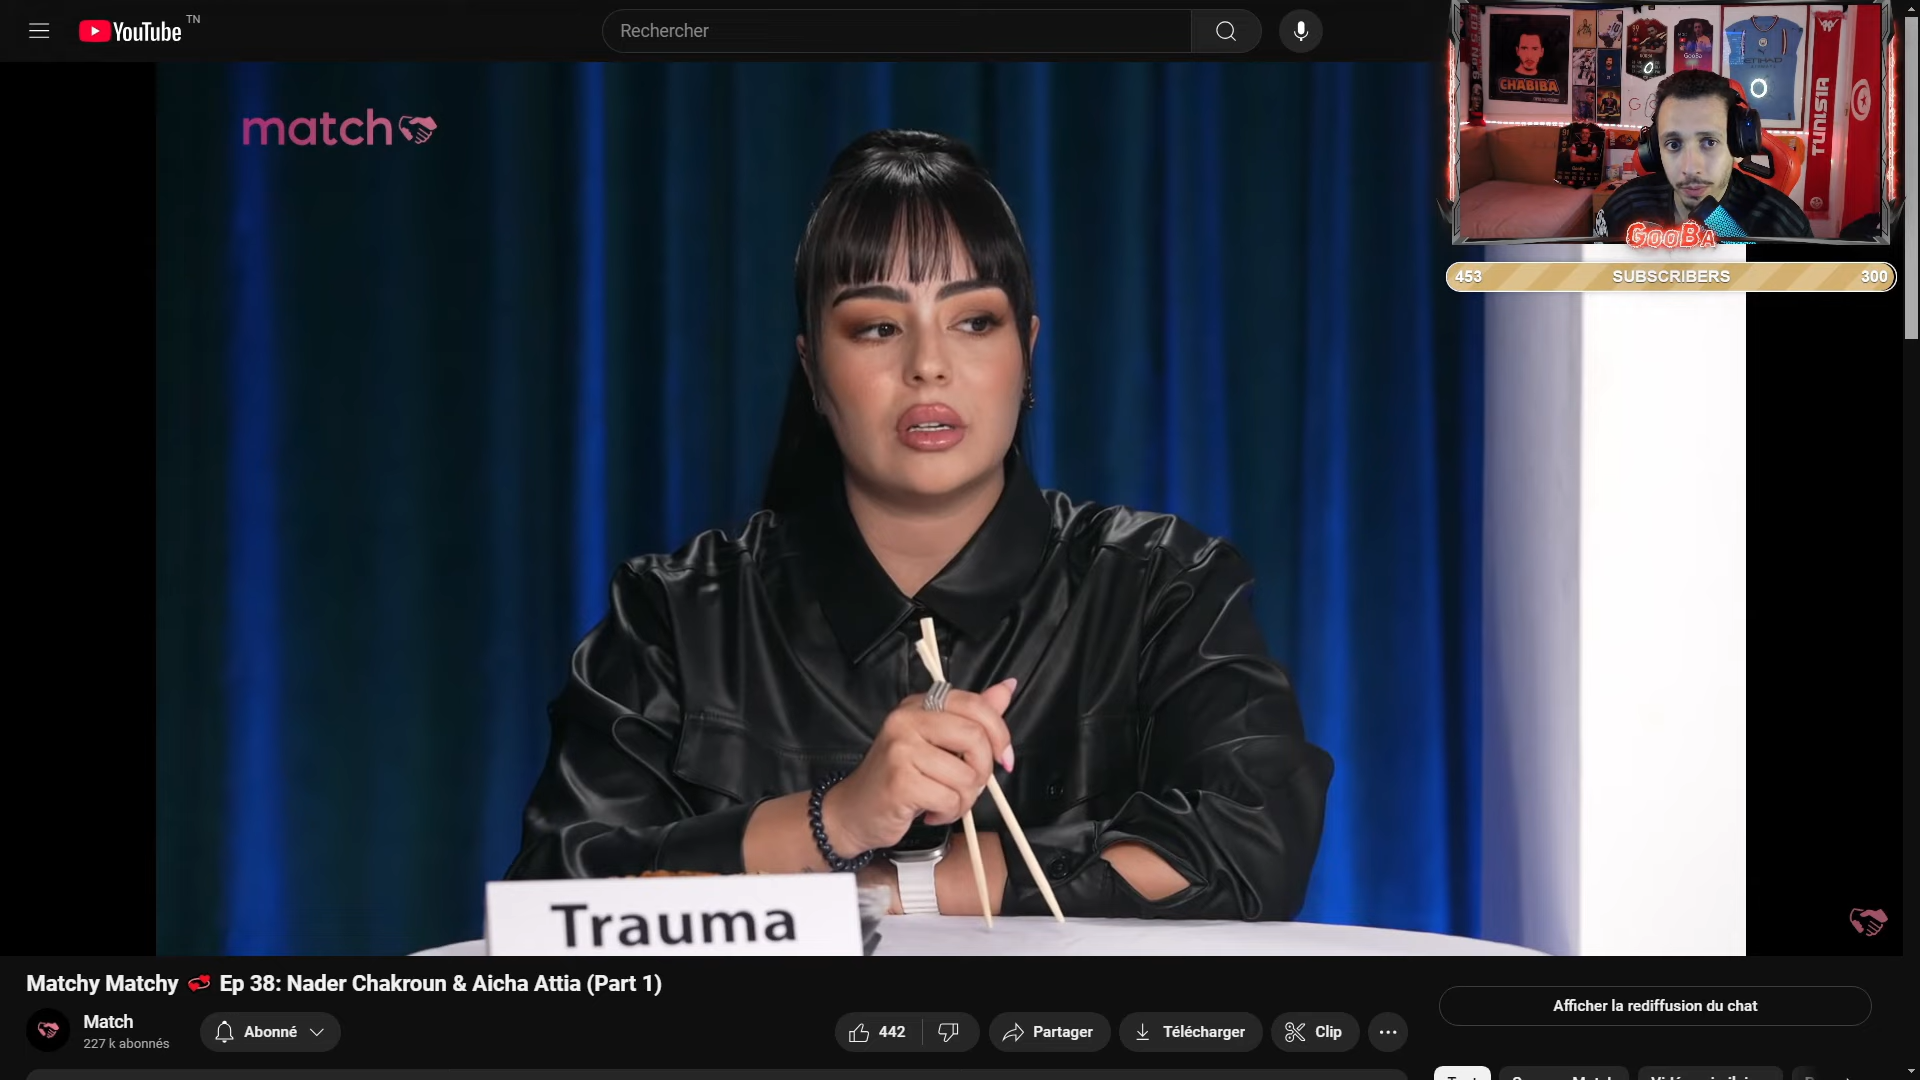 YouTube TN
Rechercher
match
CHABIBA
TUNISIA
GooBa
453 SUBSCRIBERS 300
Trauma
Matchy Matchy 💞 Ep 38: Nader Chakroun & Aicha Attia (Part 1)
Match
227 k abonnés
Abonné
442
Partager
Télécharger
Clip
Afficher la rediffusion du chat